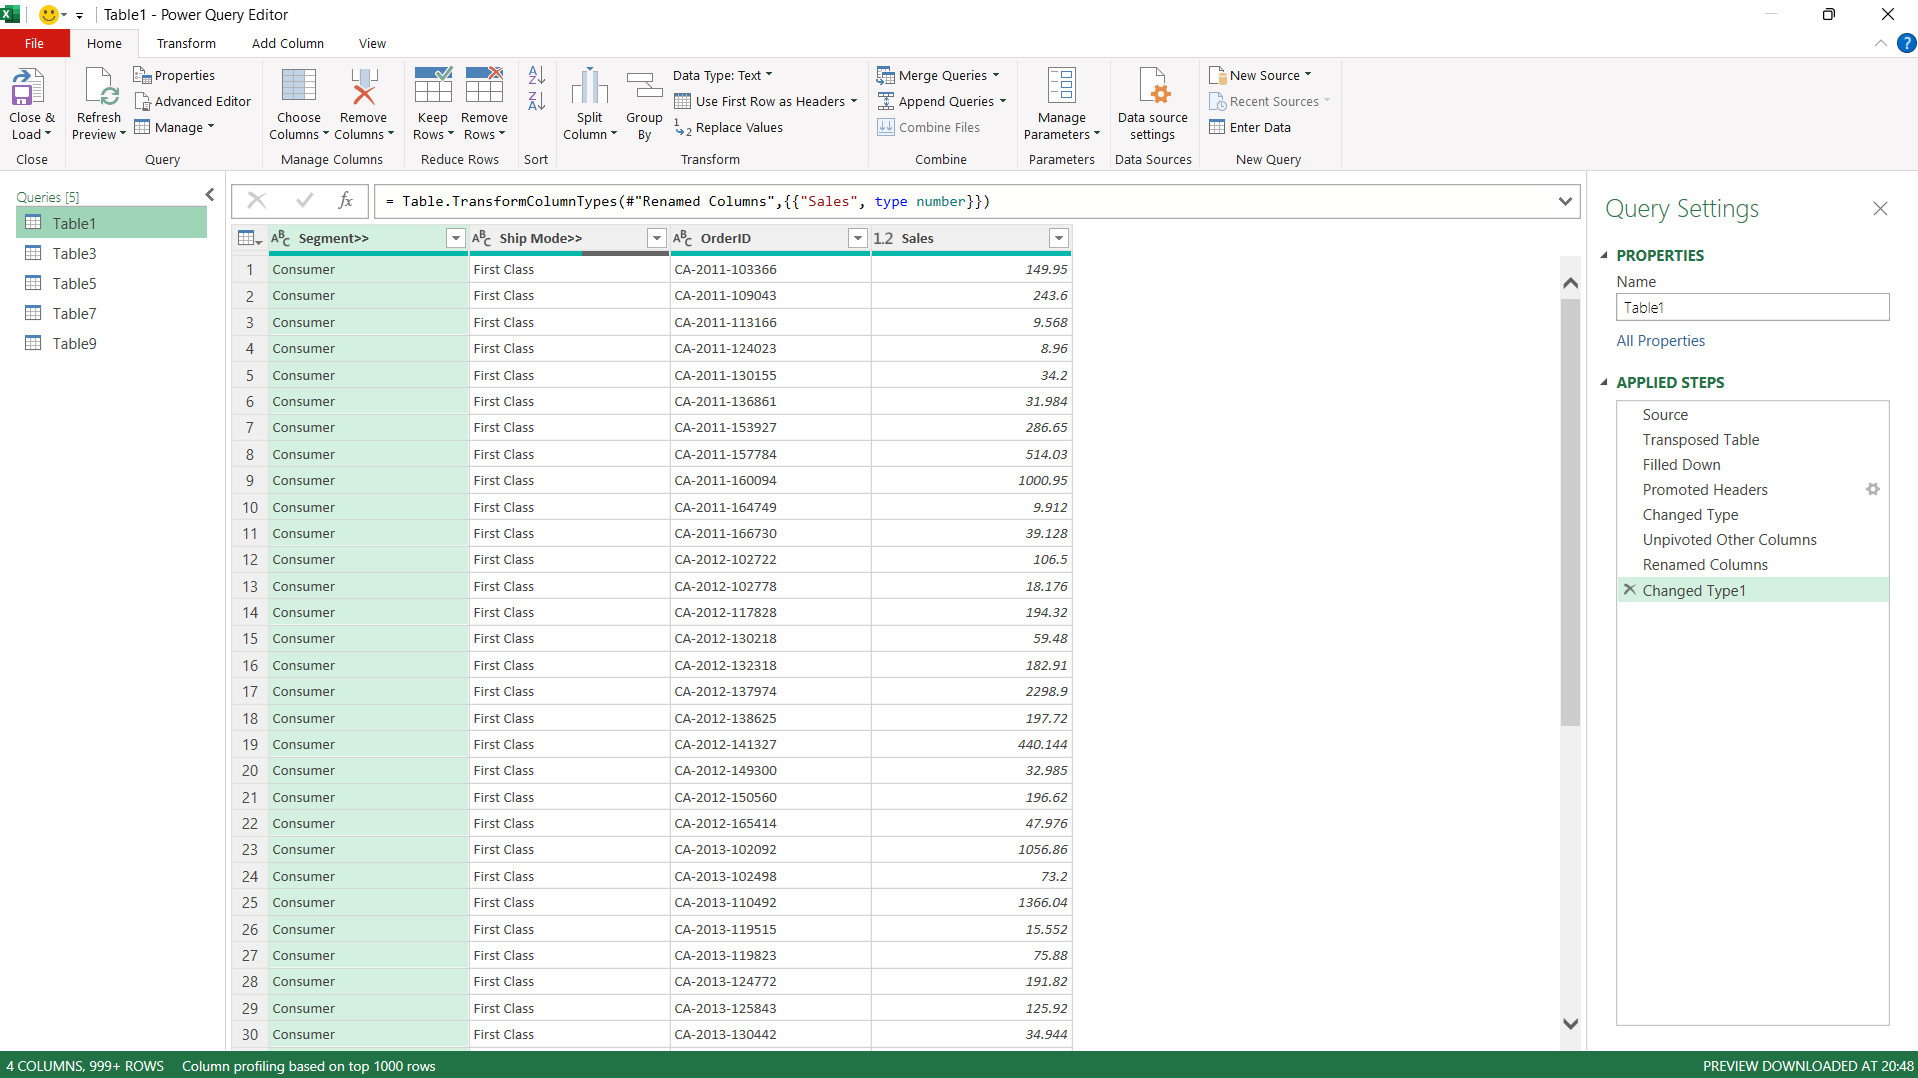 Table1 - Power Query Editor
File Home Transform Add Column View
Close & Load
Close
Refresh Preview
Properties
Advanced Editor
Manage
Query
Choose Columns
Remove Columns
Manage Columns
Keep Rows
Remove Rows
Reduce Rows
Sort
Split Column
Group By
Data Type: Text
Use First Row as Headers
Replace Values
Transform
Merge Queries
Append Queries
Combine Files
Combine
Manage Parameters
Parameters
Data source settings
Data Sources
New Source
Recent Sources
Enter Data
New Query
Queries [5]
Table1
Table3
Table5
Table7
Table9
fx = Table.TransformColumnTypes(#"Renamed Columns",{{"Sales", type number}})
ABC Segment>> ABC Ship Mode>> ABC OrderID 1.2 Sales
1 Consumer First Class CA-2011-103366 149.95
2 Consumer First Class CA-2011-109043 243.6
3 Consumer First Class CA-2011-113166 9.568
4 Consumer First Class CA-2011-124023 8.96
5 Consumer First Class CA-2011-130155 34.2
6 Consumer First Class CA-2011-136861 31.984
7 Consumer First Class CA-2011-153927 286.65
8 Consumer First Class CA-2011-157784 514.03
9 Consumer First Class CA-2011-160094 1000.95
10 Consumer First Class CA-2011-164749 9.912
11 Consumer First Class CA-2011-166730 39.128
12 Consumer First Class CA-2012-102722 106.5
13 Consumer First Class CA-2012-102778 18.176
14 Consumer First Class CA-2012-117828 194.32
15 Consumer First Class CA-2012-130218 59.48
16 Consumer First Class CA-2012-132318 182.91
17 Consumer First Class CA-2012-137974 2298.9
18 Consumer First Class CA-2012-138625 197.72
19 Consumer First Class CA-2012-141327 440.144
20 Consumer First Class CA-2012-149300 32.985
21 Consumer First Class CA-2012-150560 196.62
22 Consumer First Class CA-2012-165414 47.976
23 Consumer First Class CA-2013-102092 1056.86
24 Consumer First Class CA-2013-102498 73.2
25 Consumer First Class CA-2013-110492 1366.04
26 Consumer First Class CA-2013-119515 15.552
27 Consumer First Class CA-2013-119823 75.88
28 Consumer First Class CA-2013-124772 191.82
29 Consumer First Class CA-2013-125843 125.92
30 Consumer First Class CA-2013-130442 34.944
Query Settings
PROPERTIES
Name
Table1
All Properties
APPLIED STEPS
Source
Transposed Table
Filled Down
Promoted Headers
Changed Type
Unpivoted Other Columns
Renamed Columns
Changed Type1
4 COLUMNS, 999+ ROWS Column profiling based on top 1000 rows
PREVIEW DOWNLOADED AT 20:48